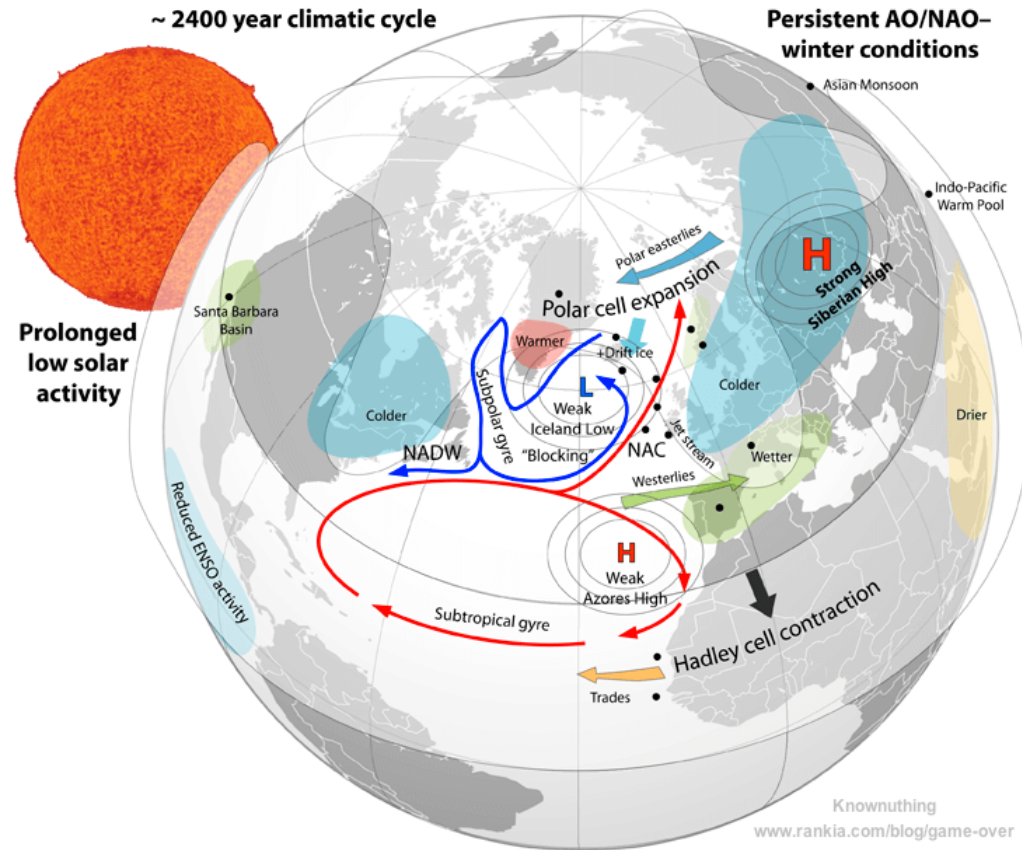 ~ 2400 year climatic cycle
Persistent AO/NAO–
winter conditions
Asian Monsoon
Indo-Pacific
Warm Pool
Polar easterlies
H
Strong
Siberian High
Polar cell expansion
Santa Barbara
Basin
Prolonged
low solar
activity
Warmer
+Drift ice
L
Weak
Iceland Low
"Blocking"
Subpolar gyre
Colder
Colder
NADW
NAC
Jet stream
Wetter
Drier
Westerlies
Reduced ENSO activity
H
Weak
Azores High
Subtropical gyre
Hadley cell contraction
Trades
Knownuthing
www.rankia.com/blog/game-over